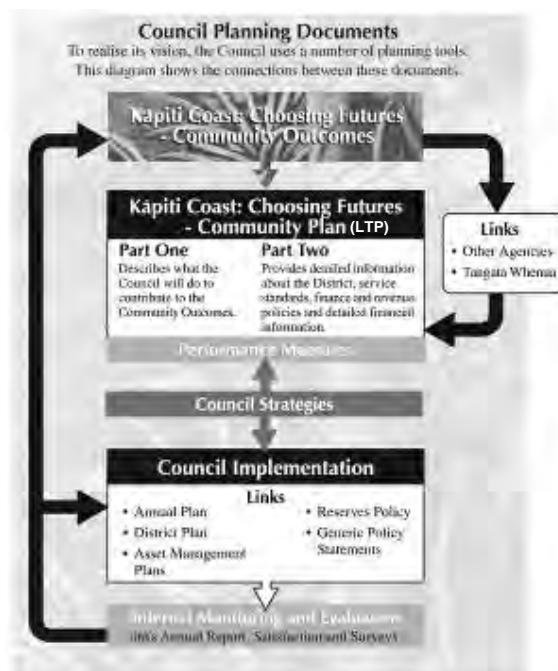 Council Planning Documents
To realise its vision, the Council uses a number of planning tools.
This diagram shows the connections between these documents.
Kāpiti Coast: Choosing Futures
- Community Outcomes
Kāpiti Coast: Choosing Futures
- Community Plan (LTP)
Part One
Describes what the
Council will do to
contribute to the
Community Outcomes.
Part Two
Provides detailed information
about the District, service
standards, finance and revenue
policies and detailed financial
information.
Performance Measures
Links
• Other Agencies
• Tangata Whenua
Council Strategies
Council Implementation
Links
• Annual Plan
• District Plan
• Asset Management
Plans
• Reserves Policy
• Generic Policy
Statements
Internal Monitoring and Evaluation
Annual Report, Satisfaction Surveys